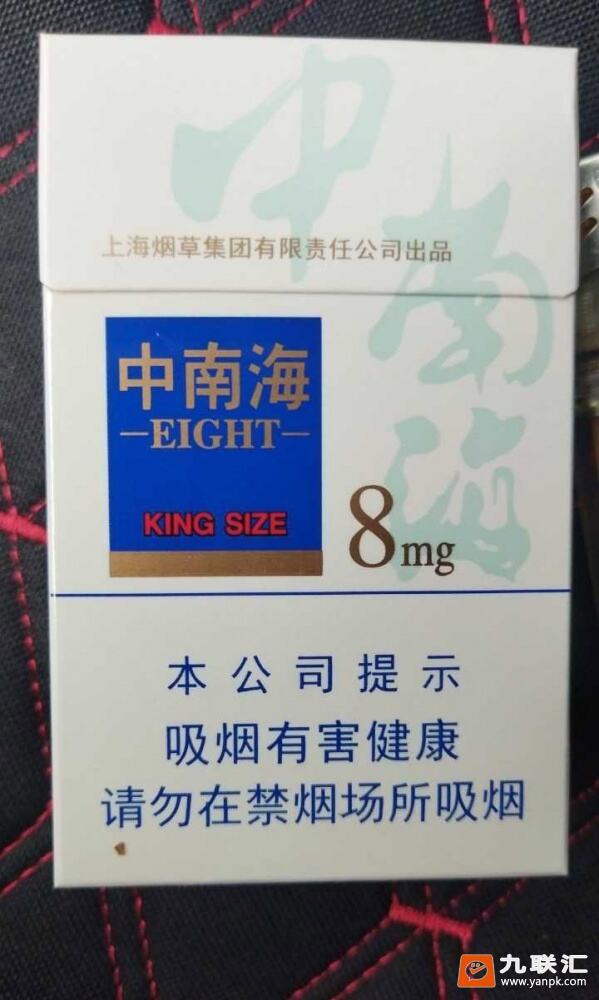 中南海
上海烟草集团有限责任公司出品
中南海
EIGHT
KING SIZE
8mg
本公司提示
吸烟有害健康
请勿在禁烟场所吸烟
九联汇
www.yanpk.com